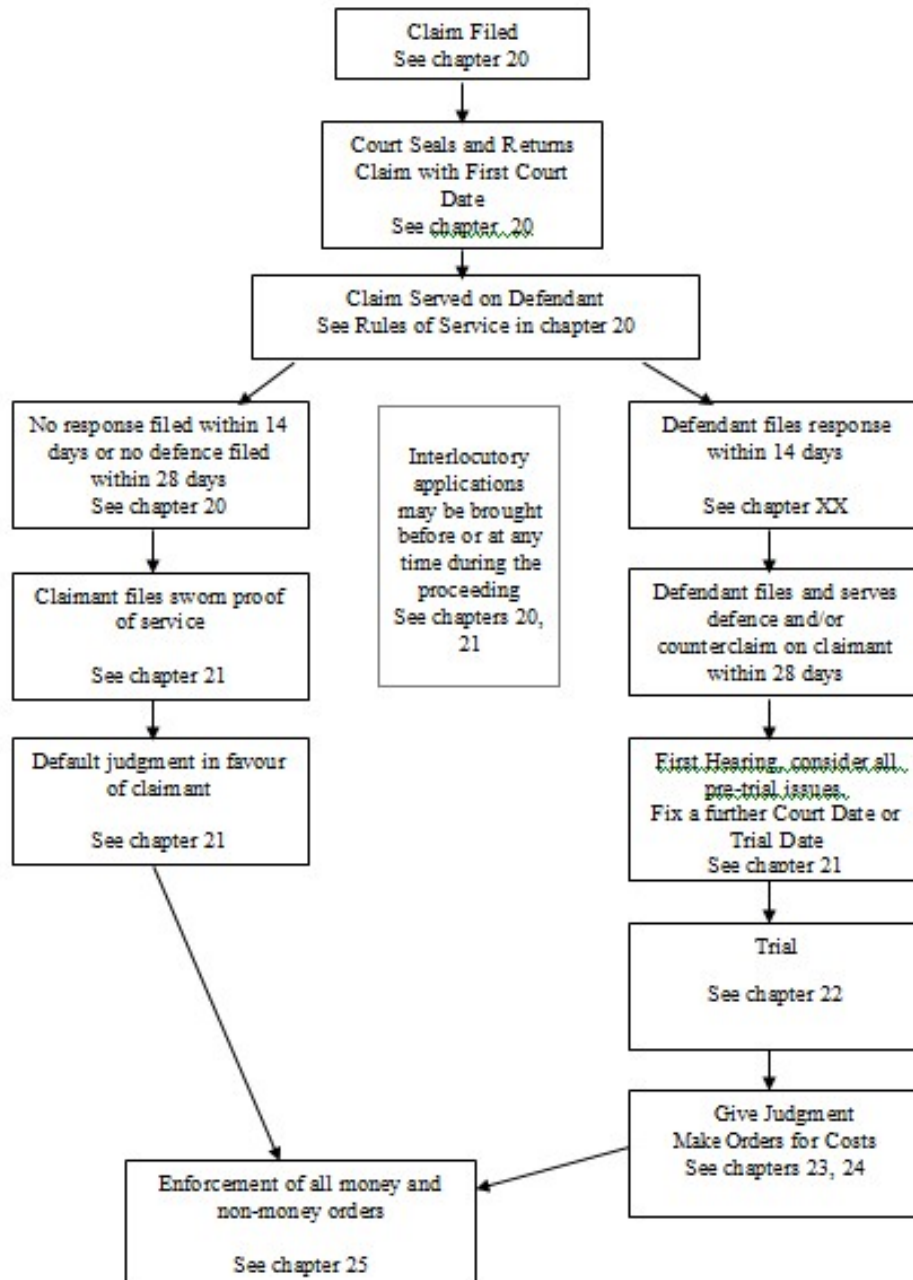 Claim Filed
See chapter 20
Court Seals and Returns
Claim with First Court
Date
See chapter 20
Claim Served on Defendant
See Rules of Service in chapter 20
No response filed within 14
days or no defence filed
within 28 days
See chapter 20
Claimant files sworn proof
of service
See chapter 21
Default judgment in favour
of claimant
See chapter 21
Interlocutory
applications
may be brought
before or at any
time during the
proceeding
See chapters 20,
21
Defendant files response
within 14 days
See chapter XX
Defendant files and serves
defence and/or
counterclaim on claimant
within 28 days
First Hearing, consider all
pre-trial issues.
Fix a further Court Date or
Trial Date
See chapter 21
Trial
See chapter 22
Give Judgment
Make Orders for Costs
See chapters 23, 24
Enforcement of all money and
non-money orders
See chapter 25